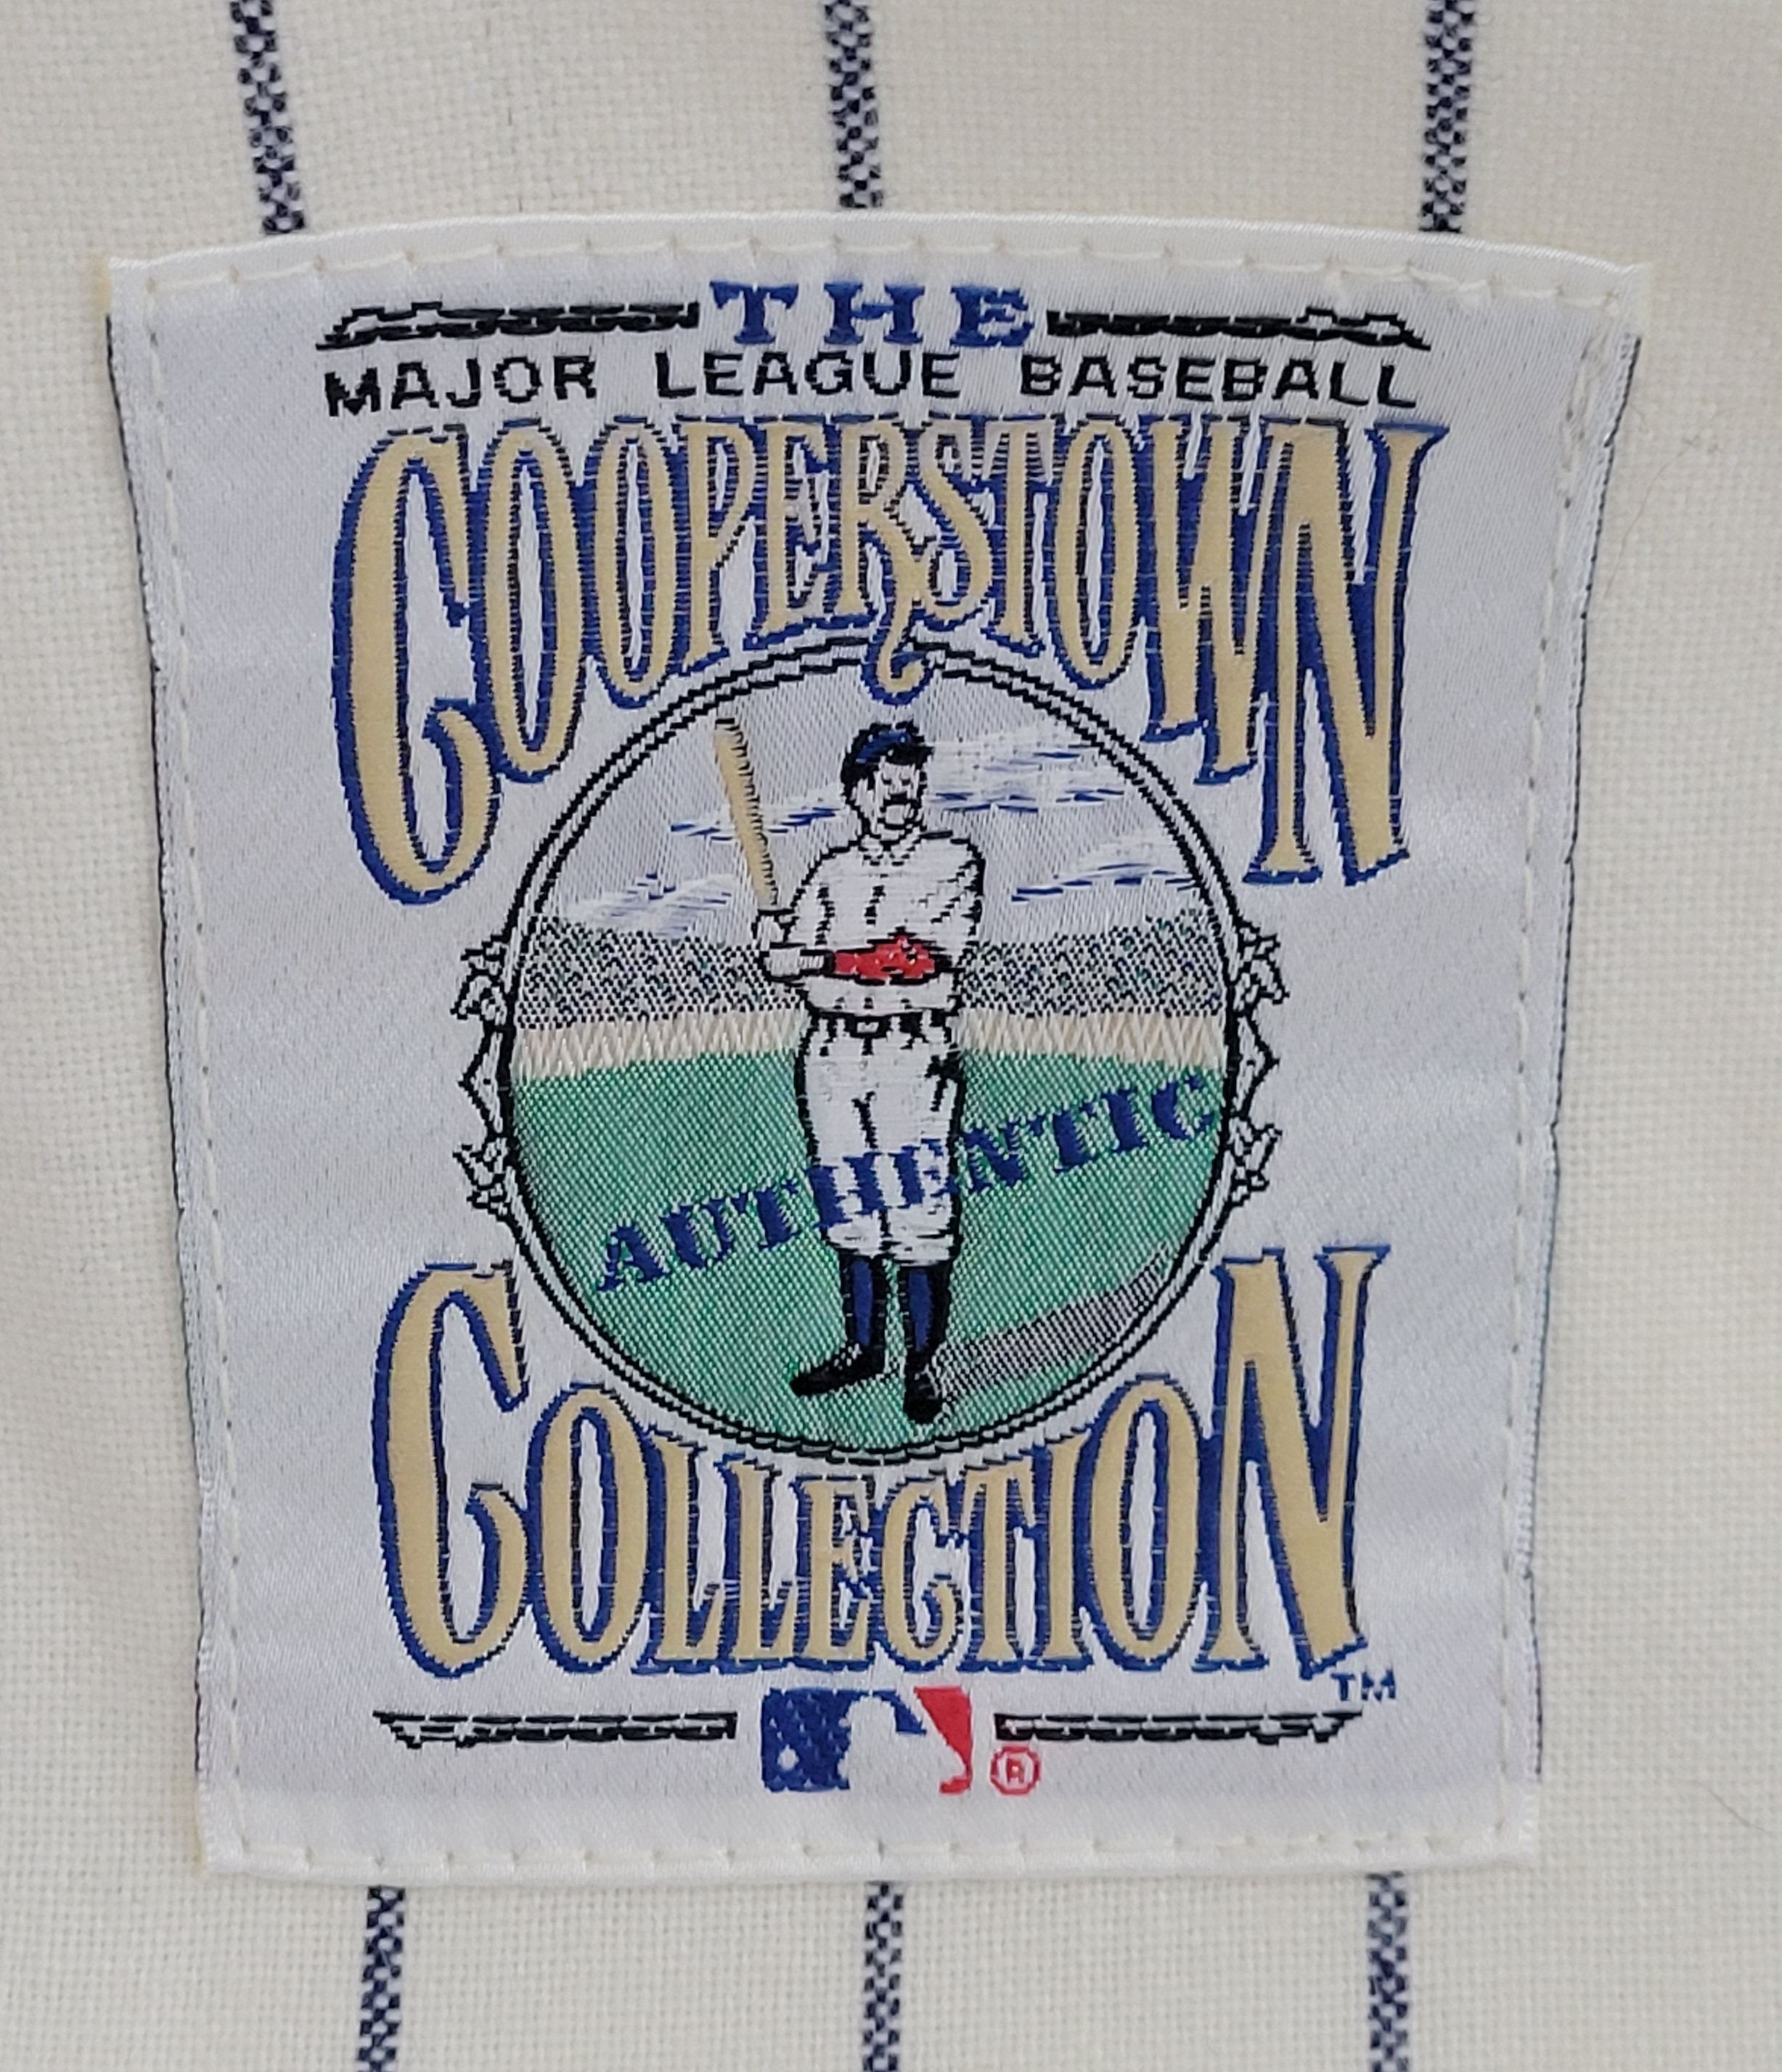 THE
MAJOR LEAGUE BASEBALL
COOPERSTOWN
AUTHENTIC
COLLECTION
TM
®